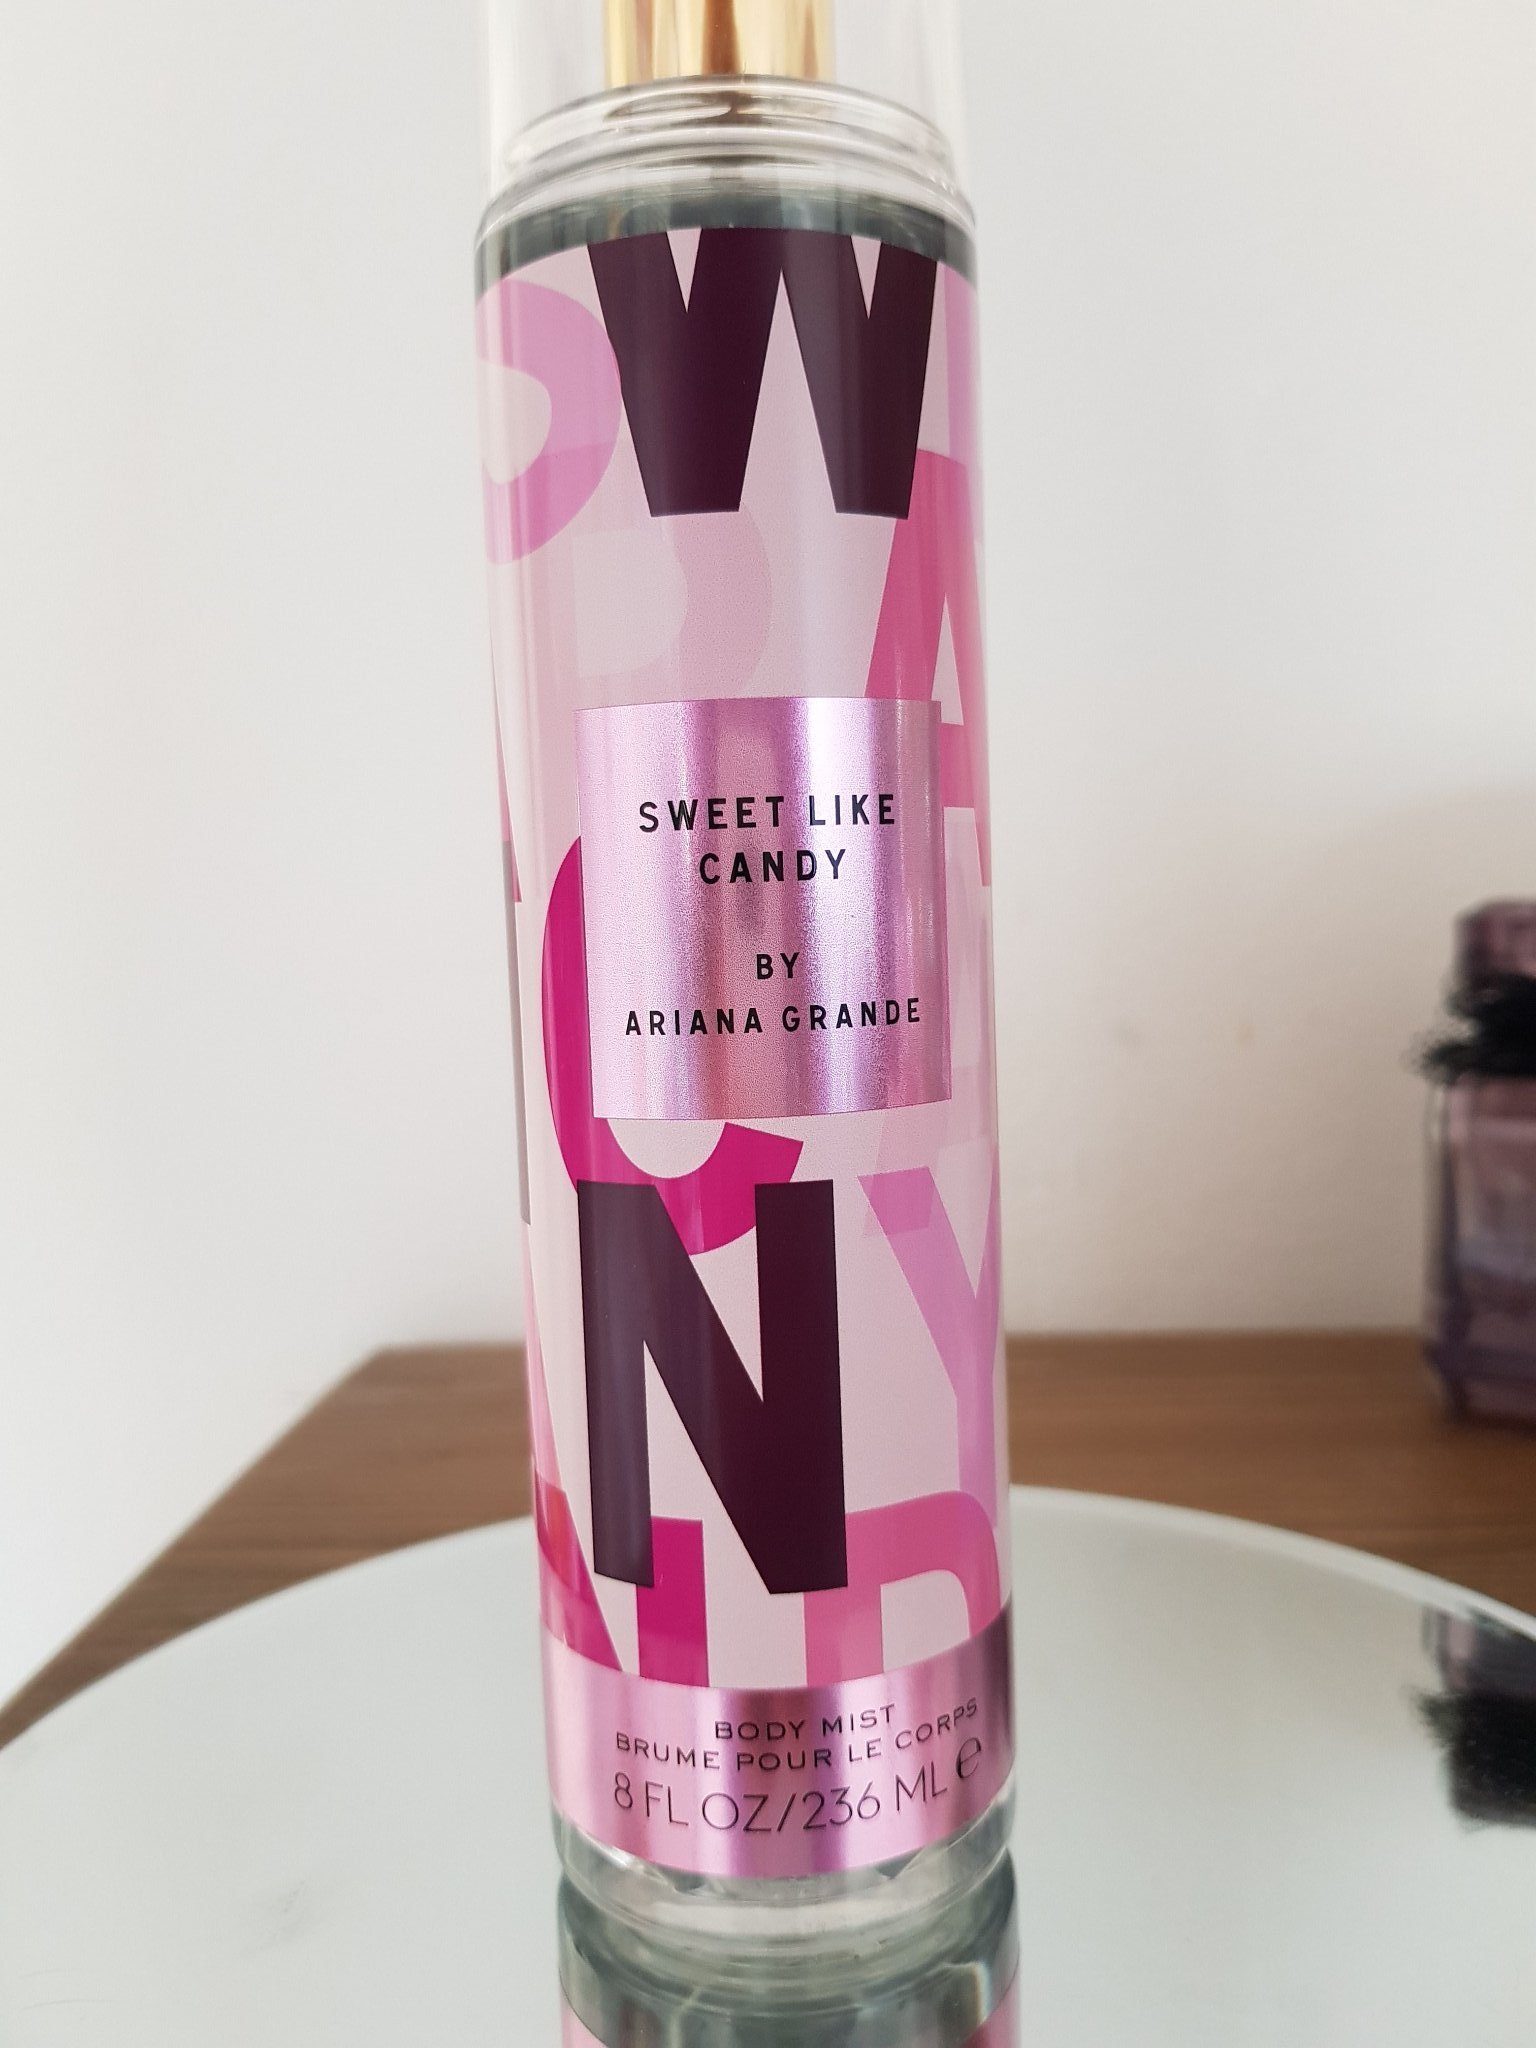 W
SWEET LIKE
CANDY
BY
ARIANA GRANDE
C
N
Y
BODY MIST
BRUME POUR LE CORPS
8 FL OZ/236 ML ℮